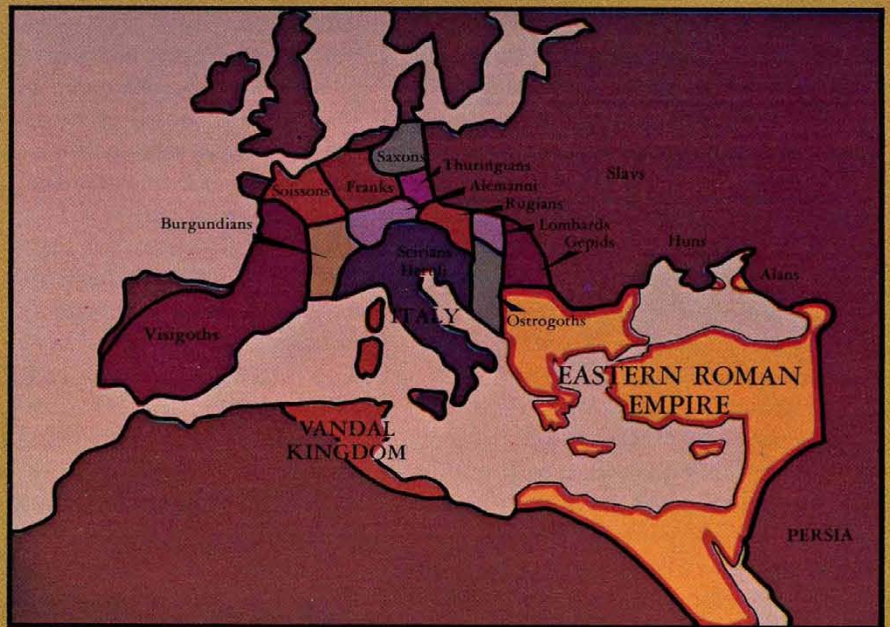 Saxons
Thuringians
Slavs
Soissons
Franks
Alemanni
Rugians
Burgundians
Lombards
Gepids
Huns
Scirians
Heruli
Alans
ITALY
Ostrogoths
Visigoths
EASTERN ROMAN
EMPIRE
VANDAL
KINGDOM
PERSIA